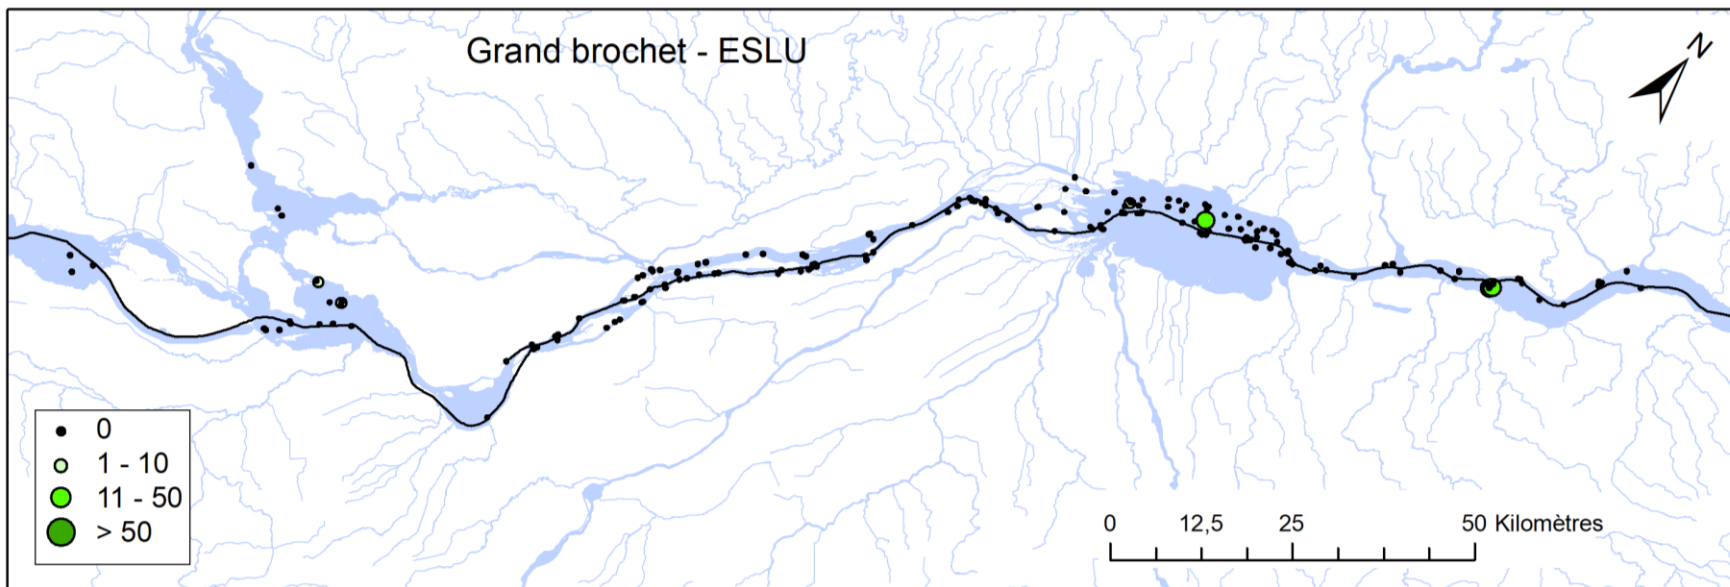 Grand brochet - ESLU
N
0
1 - 10
11 - 50
> 50
0 12,5 25 50 Kilomètres